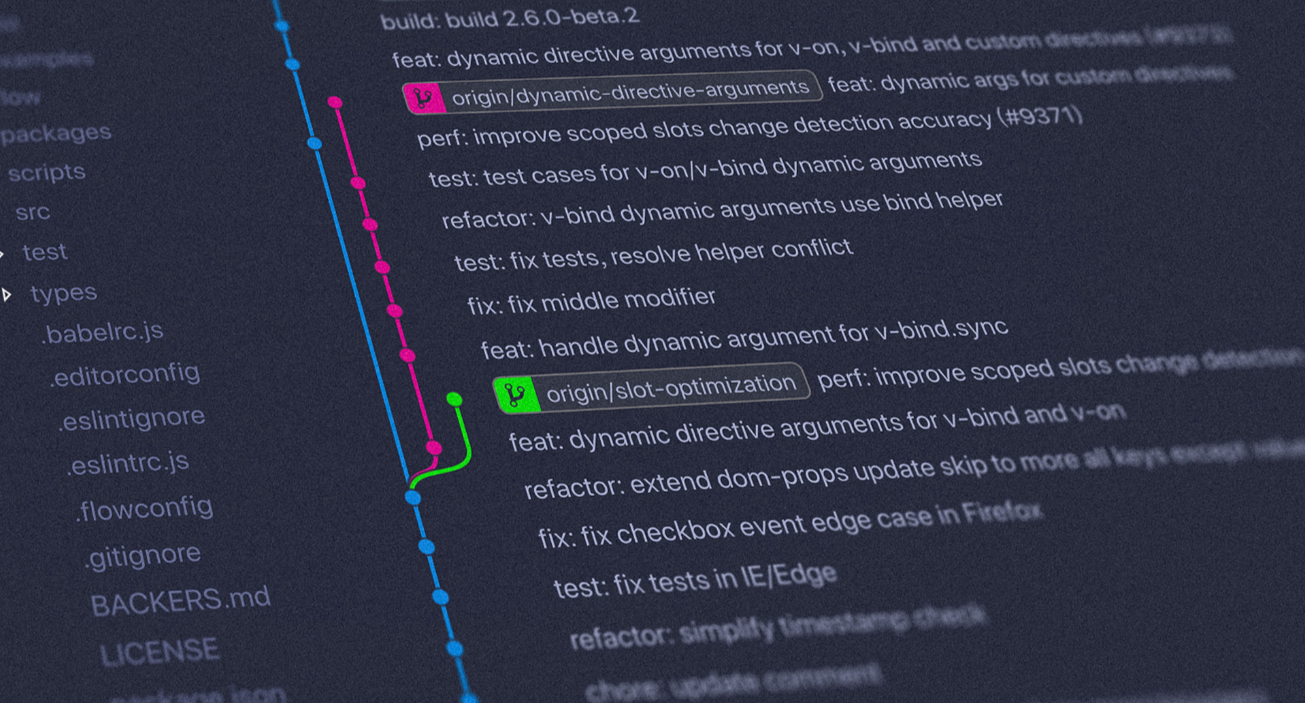 packages
scripts
src
test
types
.babelrc.js
.editorconfig
.eslintignore
.eslintrc.js
.flowconfig
.gitignore
BACKERS.md
LICENSE
package.json
build: build 2.6.0-beta.2
feat: dynamic directive arguments for v-on, v-bind and custom directives
origin/dynamic-directive-arguments feat: dynamic args for custom directives
perf: improve scoped slots change detection accuracy (#9371)
test: test cases for v-on/v-bind dynamic arguments
refactor: v-bind dynamic arguments use bind helper
test: fix tests, resolve helper conflict
fix: fix middle modifier
feat: handle dynamic argument for v-bind.sync
origin/slot-optimization perf: improve scoped slots change detection
feat: dynamic directive arguments for v-bind and v-on
refactor: extend dom-props update skip to more all keys except value
fix: fix checkbox event edge case in Firefox
test: fix tests in IE/Edge
refactor: simplify timestamp check
chore: update comment